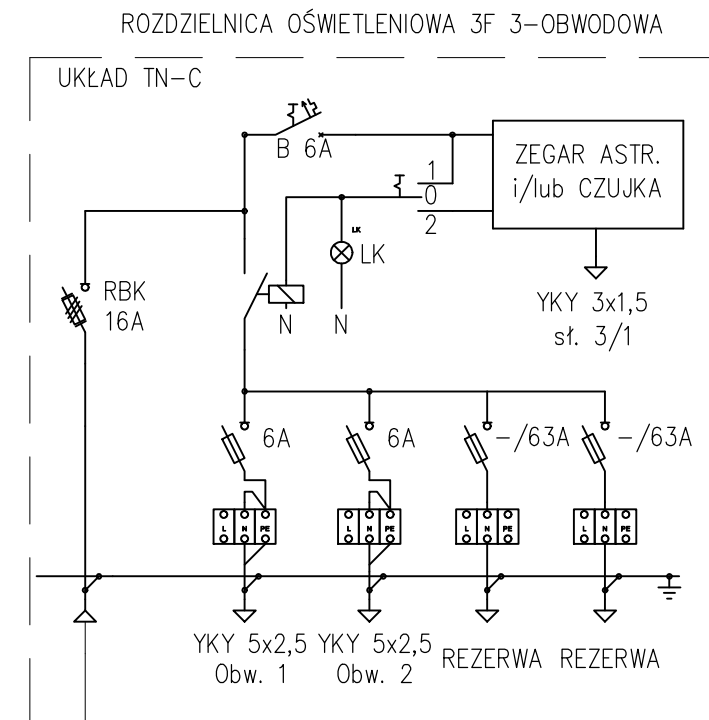 ROZDZIELNICA OŚWIETLENIOWA 3F 3-OBWODOWA
UKŁAD TN-C
B 6A
ZEGAR ASTR.
i/lub CZUJKA
1
0
2
LK
LK
RBK
16A
N
N
YKY 3x1,5
sł. 3/1
6A
6A
-/63A
-/63A
L N PE
L N PE
L N PE
L N PE
YKY 5x2,5
Obw. 1
YKY 5x2,5
Obw. 2
REZERWA
REZERWA